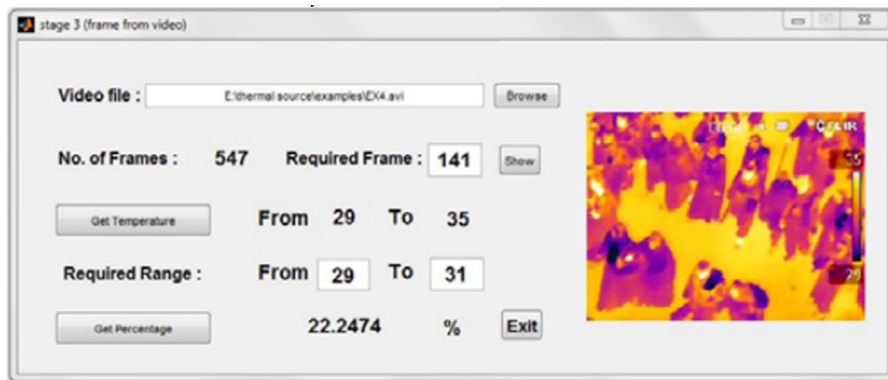 stage 3 (frame from video)
Video file : E:\thermal source\examples\EX4.avi Browse
No. of Frames : 547 Required Frame : 141 Show
Get Temperature From 29 To 35
Required Range : From 29 To 31
Get Percentage 22.2474 % Exit
FLIR
35
29